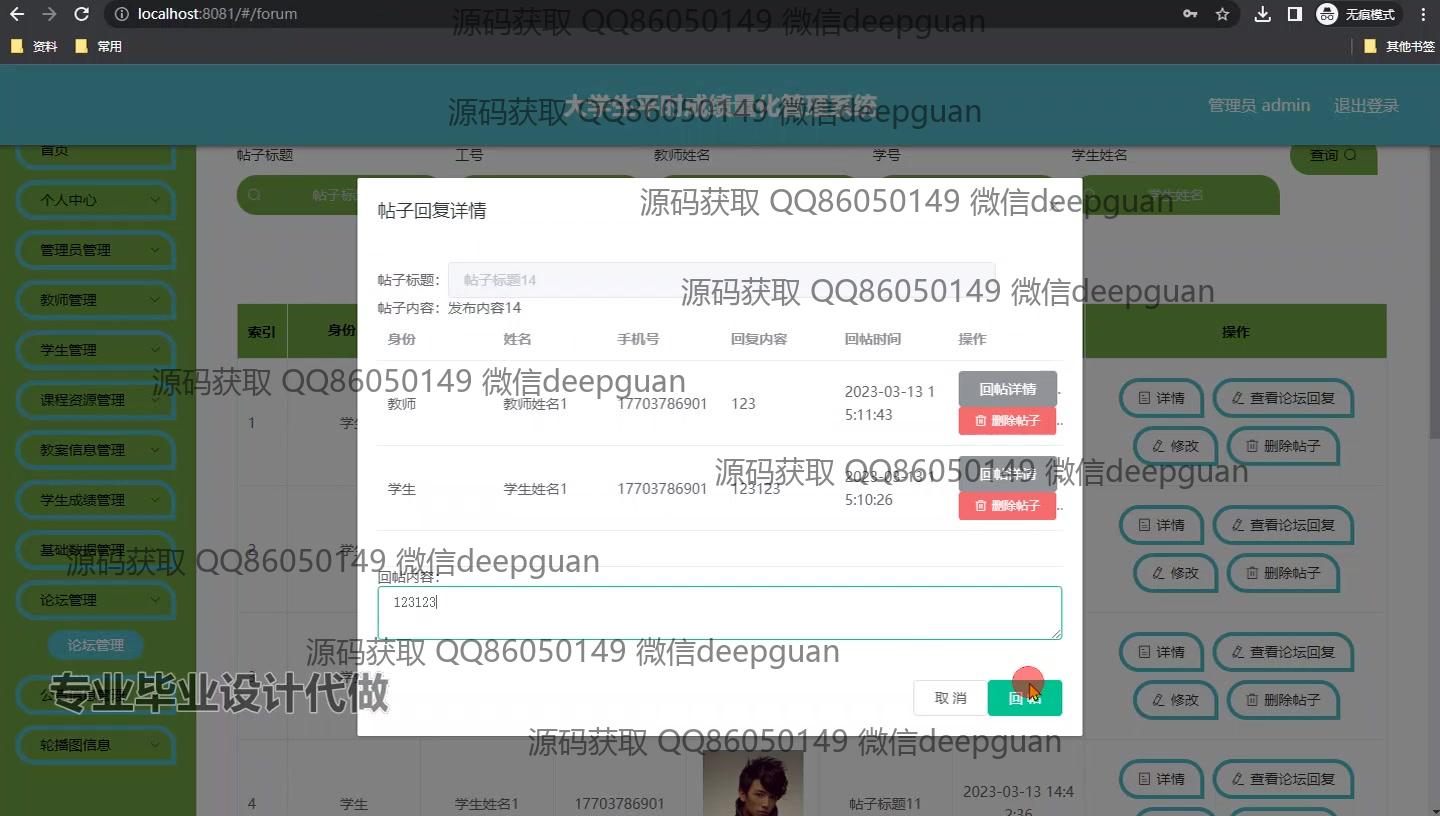 localhost:8081/#/forum
无痕模式
资料
常用
其他书签
大学生平时成绩量化管理系统
管理员 admin
退出登录
首页
个人中心
管理员管理
教师管理
学生管理
课程资源管理
教案信息管理
学生成绩管理
基础数据管理
论坛管理
论坛管理
轮播图信息
帖子标题
工号
教师姓名
学号
学生姓名
查询
帖子标
学生姓名
索引
身份
操作
1
详情
查看论坛回复
修改
删除帖子
2
详情
查看论坛回复
修改
删除帖子
详情
查看论坛回复
修改
删除帖子
4
学生
学生姓名1
17703786901
帖子标题11
2023-03-13 14:4
2:36
详情
查看论坛回复
帖子回复详情
帖子标题:
帖子标题14
帖子内容:
发布内容14
身份
姓名
手机号
回复内容
回帖时间
操作
教师
教师姓名1
17703786901
123
2023-03-13 1
5:11:43
回帖详情
删除帖子
学生
学生姓名1
17703786901
123123
2023-03-13 1
5:10:26
回帖详情
删除帖子
回帖内容:
123123
取 消
回 帖
源码获取 QQ86050149 微信deepguan
源码获取 QQ86050149 微信deepguan
源码获取 QQ86050149 微信deepguan
源码获取 QQ86050149 微信deepguan
源码获取 QQ86050149 微信deepguan
源码获取 QQ86050149 微信deepguan
源码获取 QQ86050149 微信deepguan
源码获取 QQ86050149 微信deepguan
源码获取 QQ86050149 微信deepguan
专业毕业设计代做